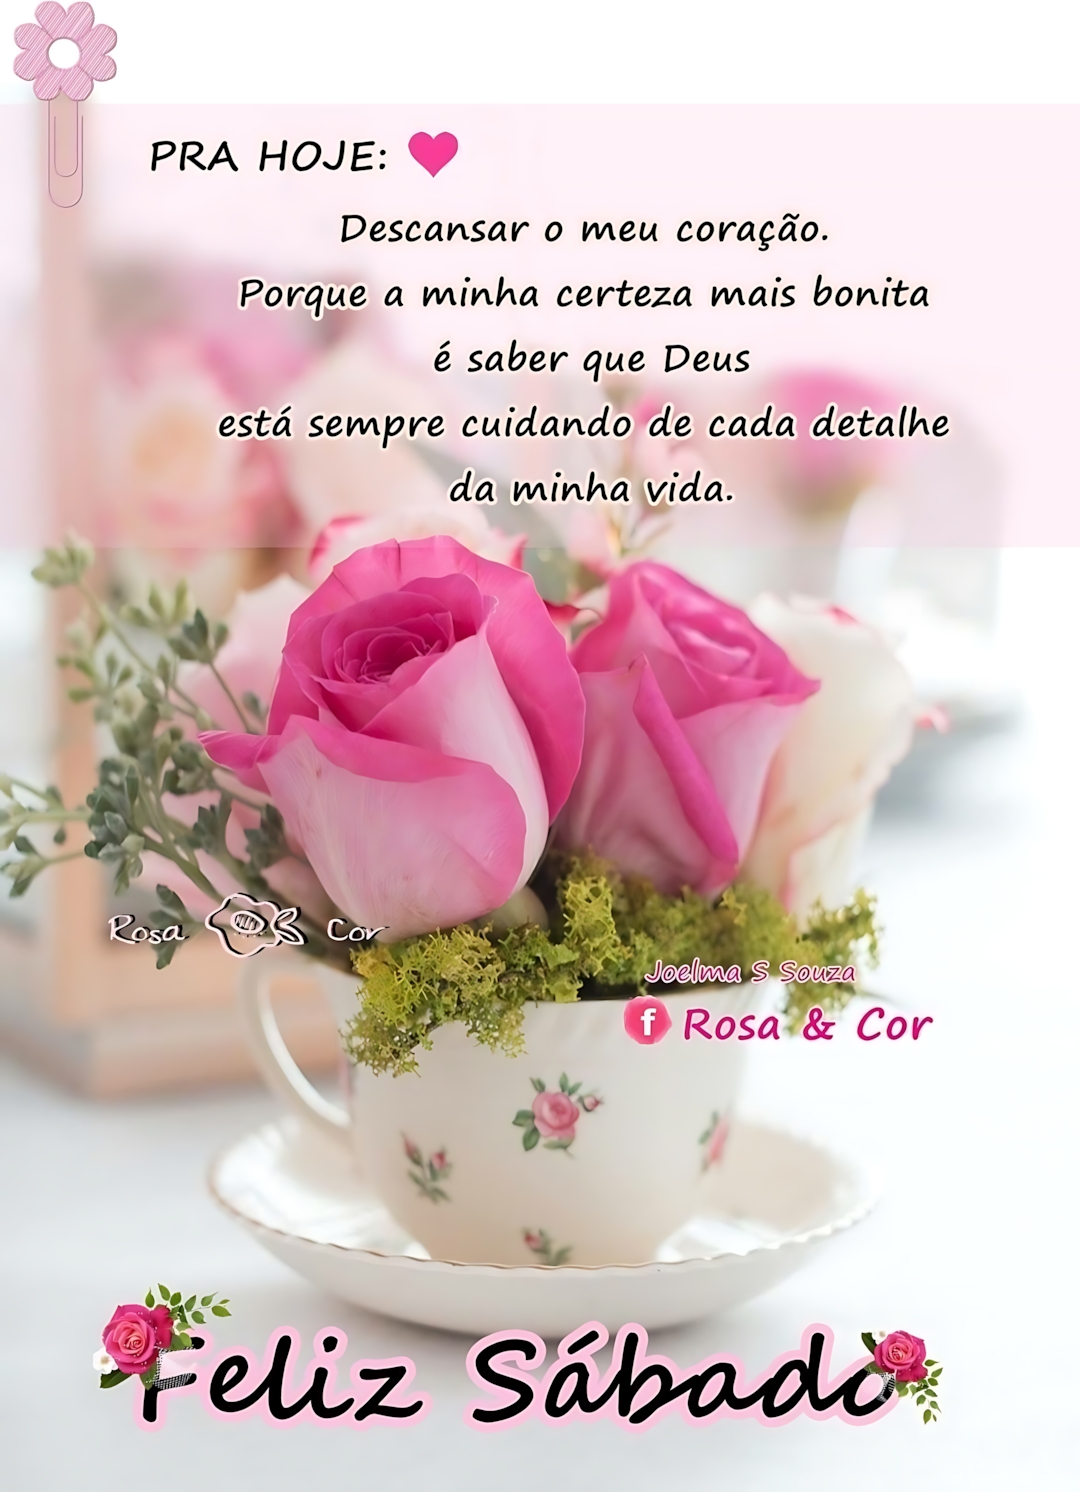 PRA HOJE:
Descansar o meu coração.
Porque a minha certeza mais bonita
é saber que Deus
está sempre cuidando de cada detalhe
da minha vida.
Rosa Cor
Joelma S Souza
f Rosa & Cor
Feliz Sábado